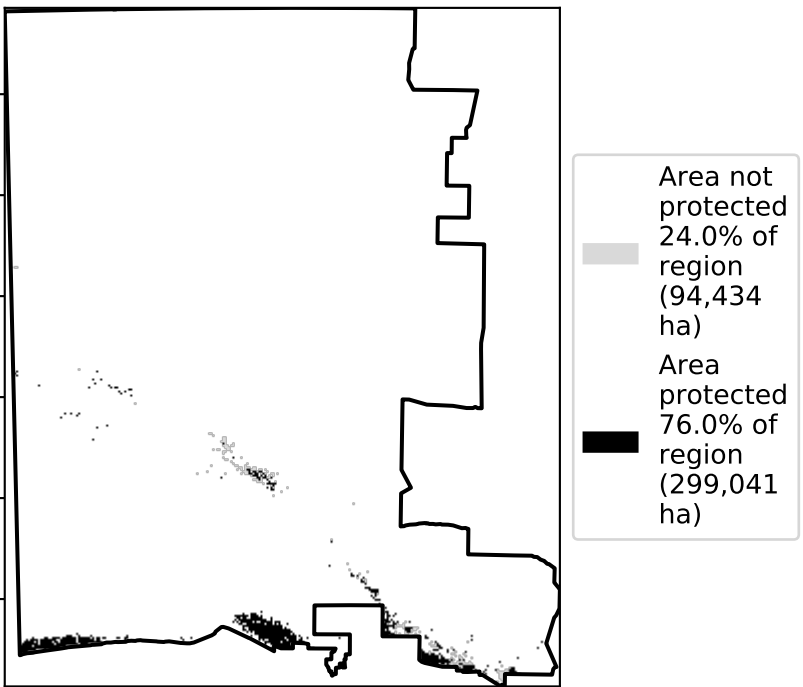 Area not
protected
24.0% of
region
(94,434
ha)
Area
protected
76.0% of
region
(299,041
ha)